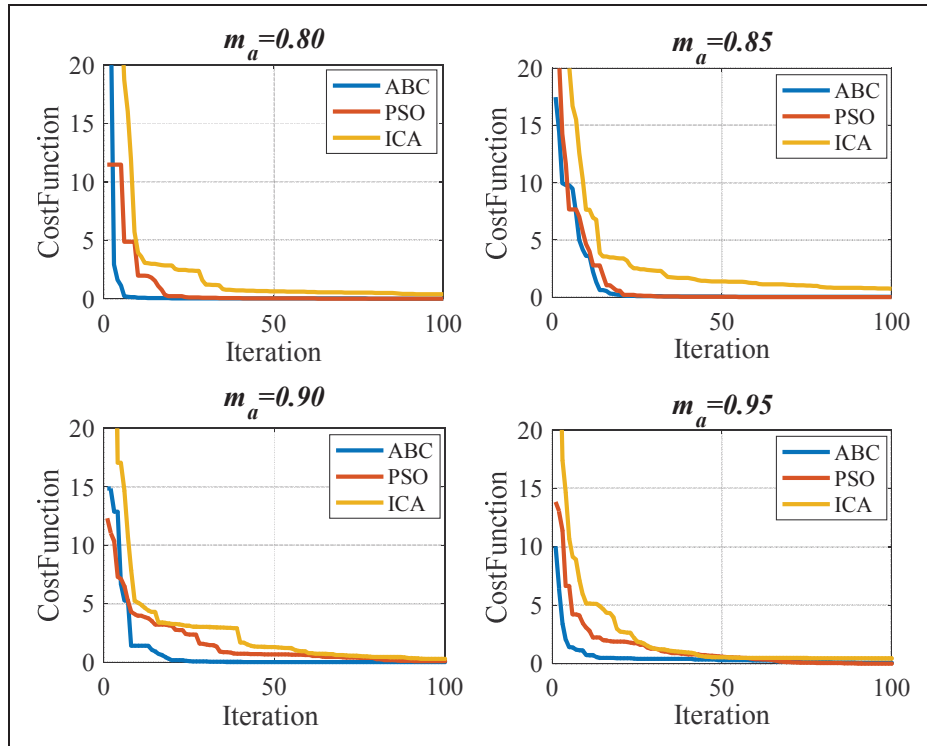 m_a=0.80
20
15
10
5
0
CostFunction
ABC
PSO
ICA
0
50
100
Iteration
m_a=0.85
20
15
10
5
0
CostFunction
ABC
PSO
ICA
0
50
100
Iteration
m_a=0.90
20
15
10
5
0
CostFunction
ABC
PSO
ICA
0
50
100
Iteration
m_a=0.95
20
15
10
5
0
CostFunction
ABC
PSO
ICA
0
50
100
Iteration